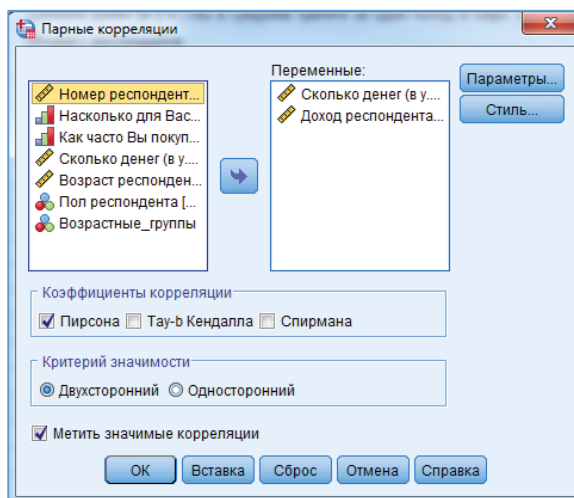 Парные корреляции
Переменные:
Номер респондент...
Насколько для Вас...
Как часто Вы покуп...
Сколько денег (в у....
Возраст респонден...
Пол респондента [...
Возрастные_группы
Сколько денег (в у....
Доход респондента...
Параметры...
Стиль...
Коэффициенты корреляции
Пирсона Тау-b Кендалла Спирмана
Критерий значимости
Двухсторонний Односторонний
Метить значимые корреляции
ОК Вставка Сброс Отмена Справка